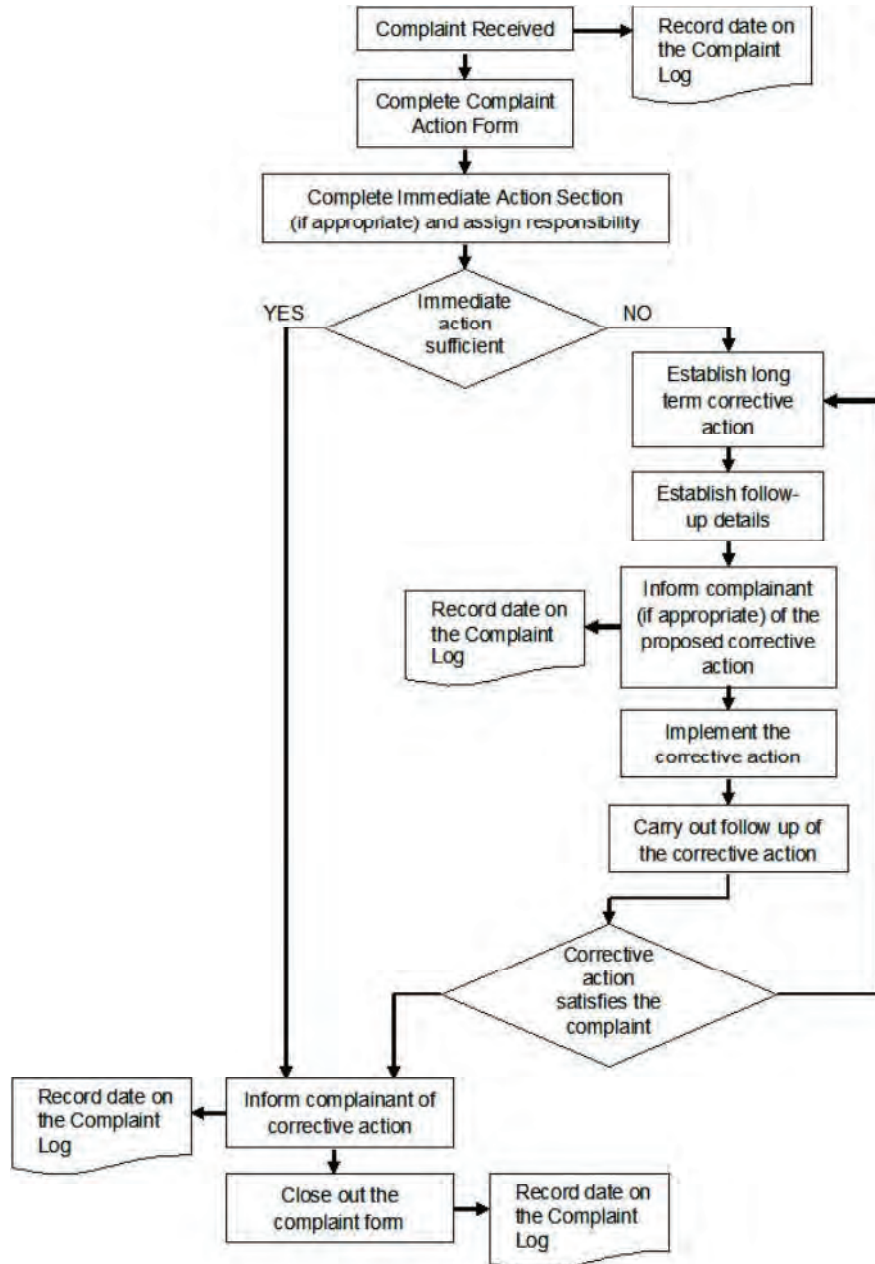 Complaint Received
Record date on
the Complaint
Log
Complete Complaint
Action Form
Complete Immediate Action Section
(if appropriate) and assign responsibility
YES
Immediate
action
sufficient
NO
Establish long
term corrective
action
Establish follow-
up details
Inform complainant
(if appropriate) of the
proposed corrective
action
Record date on
the Complaint
Log
Implement the
corrective action
Carry out follow up of
the corrective action
Corrective
action
satisfies the
complaint
Record date on
the Complaint
Log
Inform complainant of
corrective action
Close out the
complaint form
Record date on
the Complaint
Log